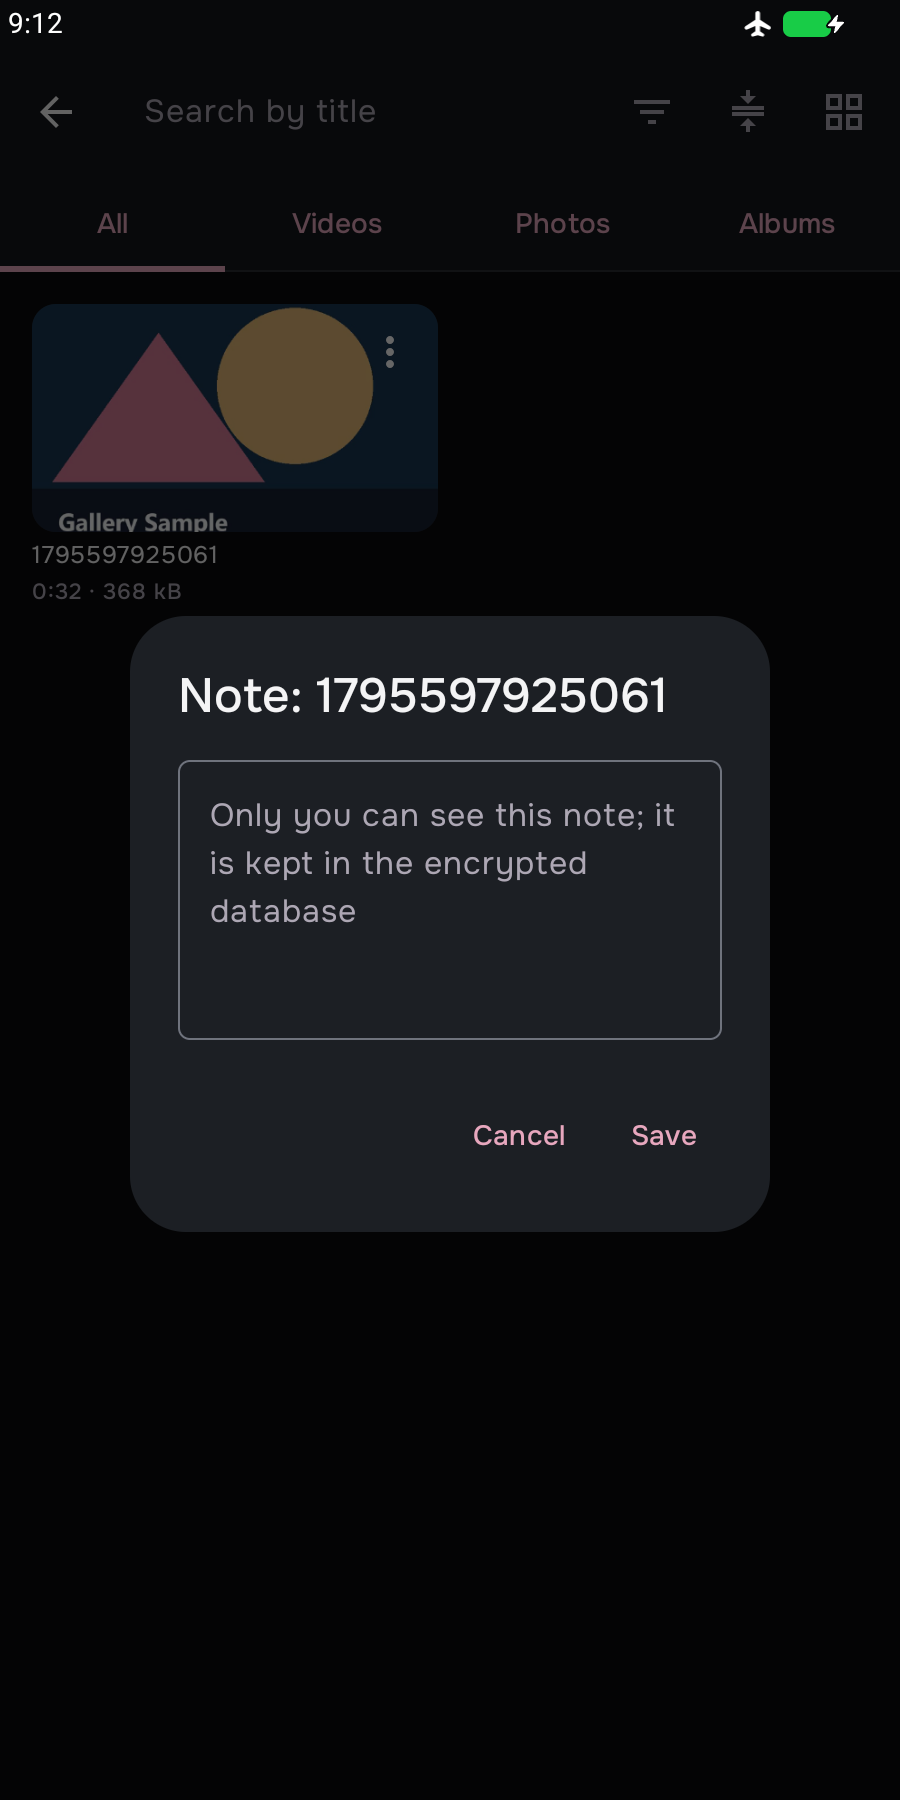 9:12
Search by title
All Videos Photos Albums
Gallery Sample
1795597925061
0:32 · 368 kB
Note: 1795597925061
Only you can see this note; it
is kept in the encrypted
database
Cancel Save